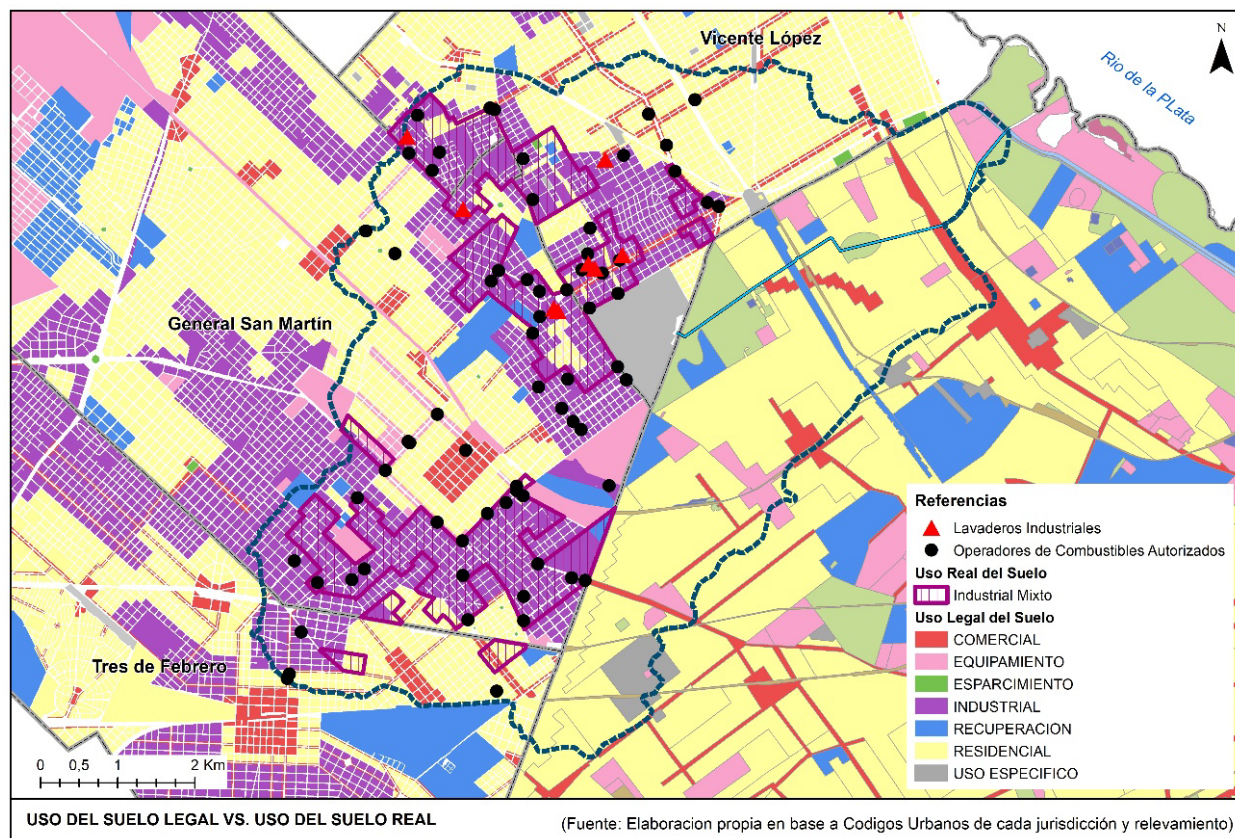 Vicente López
N
Rio de la PLata
General San Martín
Tres de Febrero
Referencias
Lavaderos Industriales
Operadores de Combustibles Autorizados
Uso Real del Suelo
Industrial Mixto
Uso Legal del Suelo
COMERCIAL
EQUIPAMIENTO
ESPARCIMIENTO
INDUSTRIAL
RECUPERACION
RESIDENCIAL
USO ESPECIFICO
0 0,5 1 2 Km
USO DEL SUELO LEGAL VS. USO DEL SUELO REAL
(Fuente: Elaboracion propia en base a Codigos Urbanos de cada jurisdicción y relevamiento)